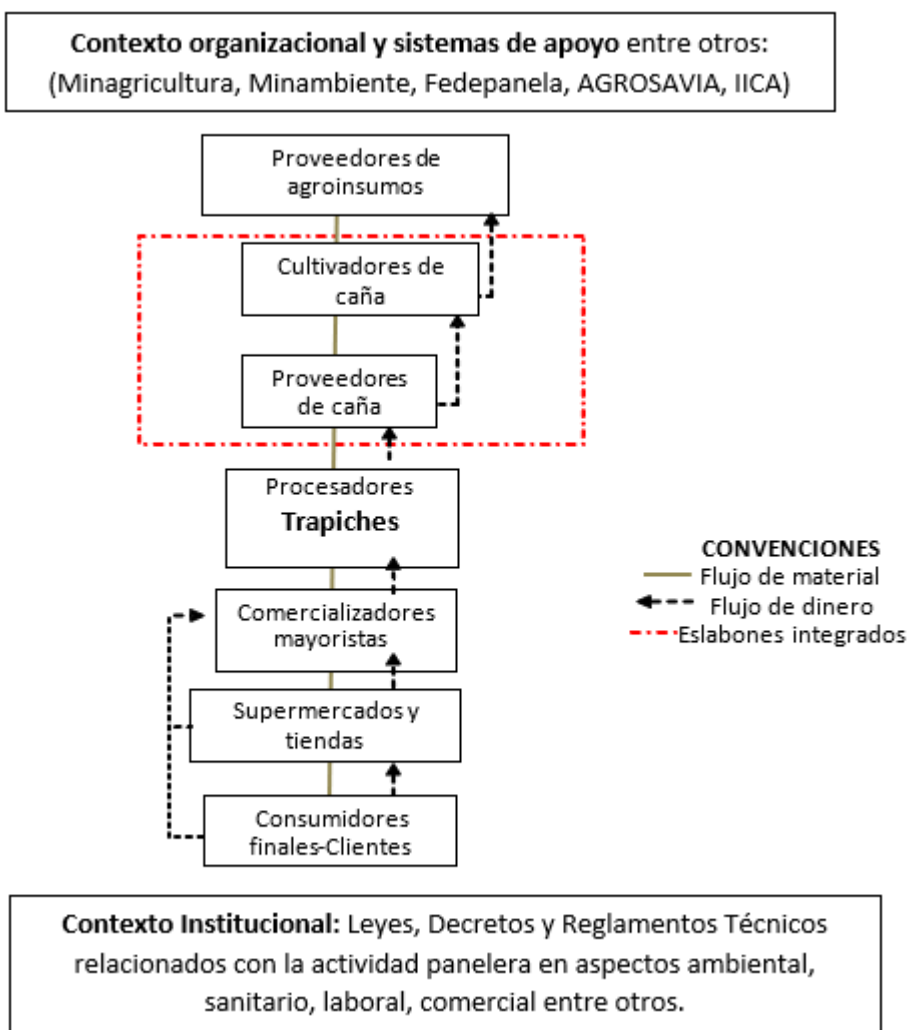 Contexto organizacional y sistemas de apoyo entre otros:
(Minagricultura, Minambiente, Fedepanela, AGROSAVIA, IICA)
Proveedores de
agroinsumos
Cultivadores de
caña
Proveedores
de caña
Procesadores
Trapiches
Comercializadores
mayoristas
Supermercados y
tiendas
Consumidores
finales-Clientes
CONVENCIONES
Flujo de material
Flujo de dinero
Eslabones integrados
Contexto Institucional: Leyes, Decretos y Reglamentos Técnicos
relacionados con la actividad panelera en aspectos ambiental,
sanitario, laboral, comercial entre otros.